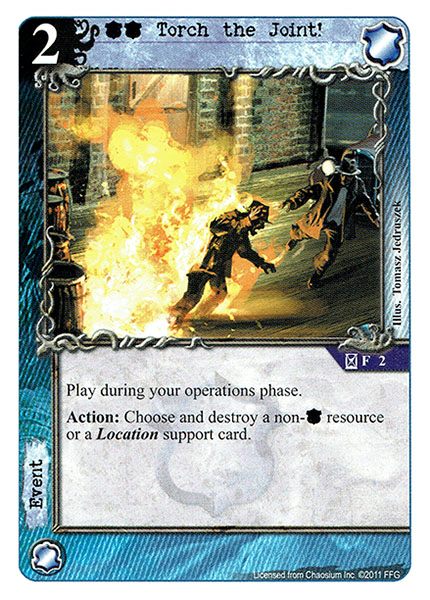 2
Torch the Joint!
Illus. Tomasz Jedruszek
F 2
Play during your operations phase.
Action: Choose and destroy a non- resource
or a Location support card.
Event
Licensed from Chaosium Inc. ©2011 FFG